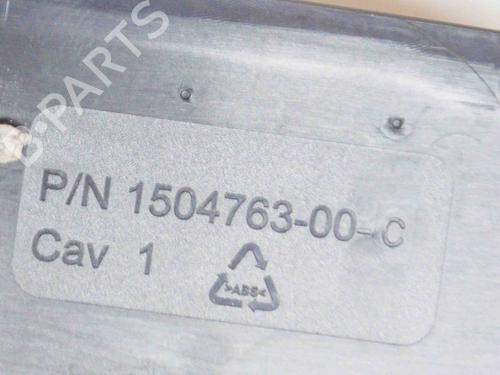 B-PARTS
P/N 1504763-00-C
Cav 1
>ABS<